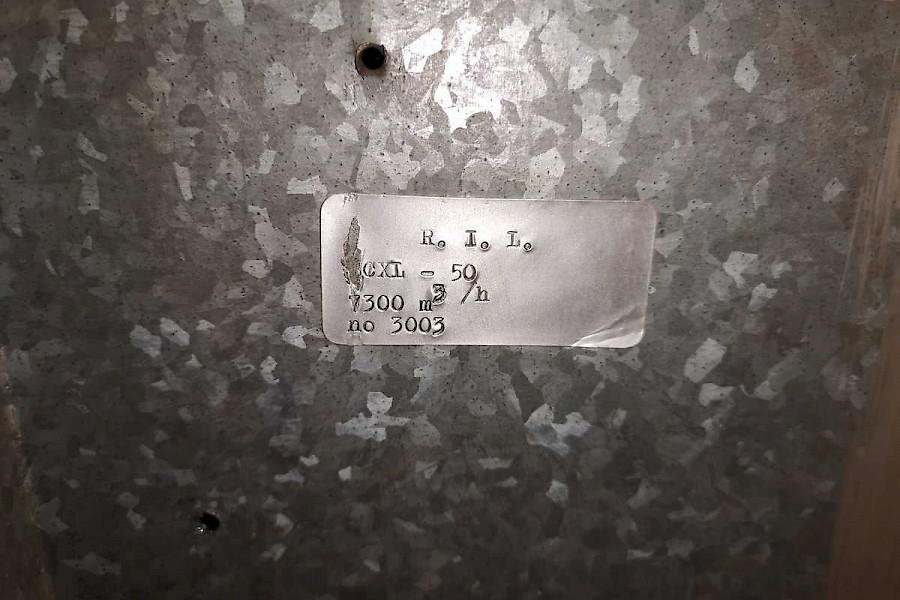 R. I. L.
CXL - 50
7300 m³/h
no 3003